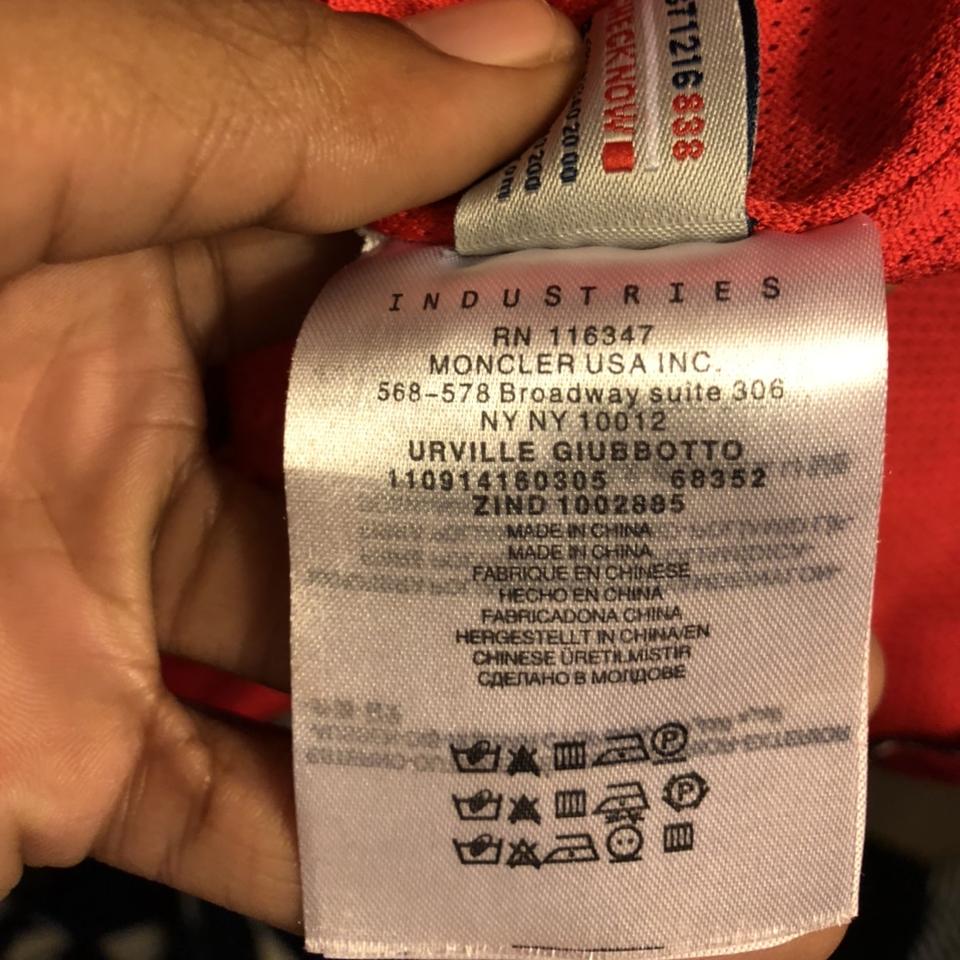 671216838
INDUSTRIES
RN 116347
MONCLER USA INC.
568-578 Broadway suite 306
NY NY 10012
URVILLE GIUBBOTTO
110914160305 68352
ZIND 1002885
MADE IN CHINA
MADE IN CHINA
FABRIQUE EN CHINESE
HECHO EN CHINA
FABRICADONA CHINA
HERGESTELLT IN CHINA/EN
CHINESE ÜRETILMISTIR
СДЕЛАНО В МОЛДОВЕ